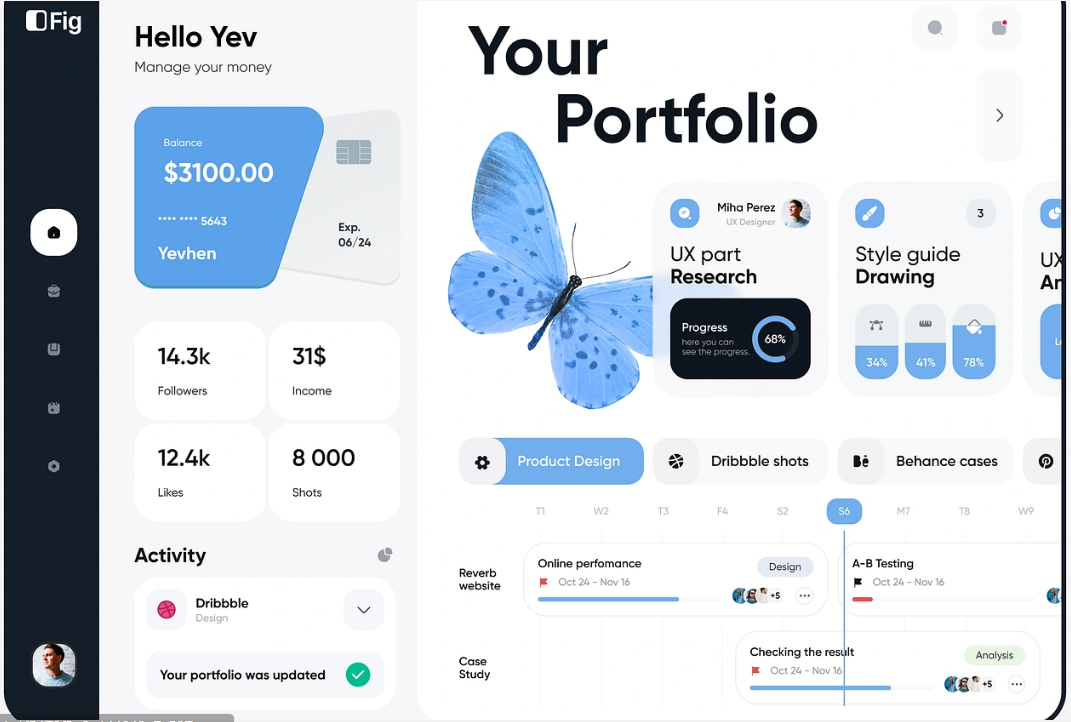 Fig
Hello Yev
Manage your money
Balance
$3100.00
•••• •••• 5643
Yevhen
Exp.
06/24
14.3k
Followers
31$
Income
12.4k
Likes
8 000
Shots
Activity
Dribbble
Design
Your portfolio was updated
Your
Portfolio
Miha Perez
UX Designer
UX part
Research
Progress
here you can
see the progress.
68%
3
Style guide
Drawing
34%
41%
78%
UX
Product Design
Dribbble shots
Bē
Behance cases
T1 W2 T3 F4 S2 S6 M7 T8 W9
Reverb
website
Online perfomance
Oct 24 - Nov 16
Design
+5
A-B Testing
Oct 24 - Nov 16
Case
Study
Checking the result
Oct 24 - Nov 16
Analysis
+5